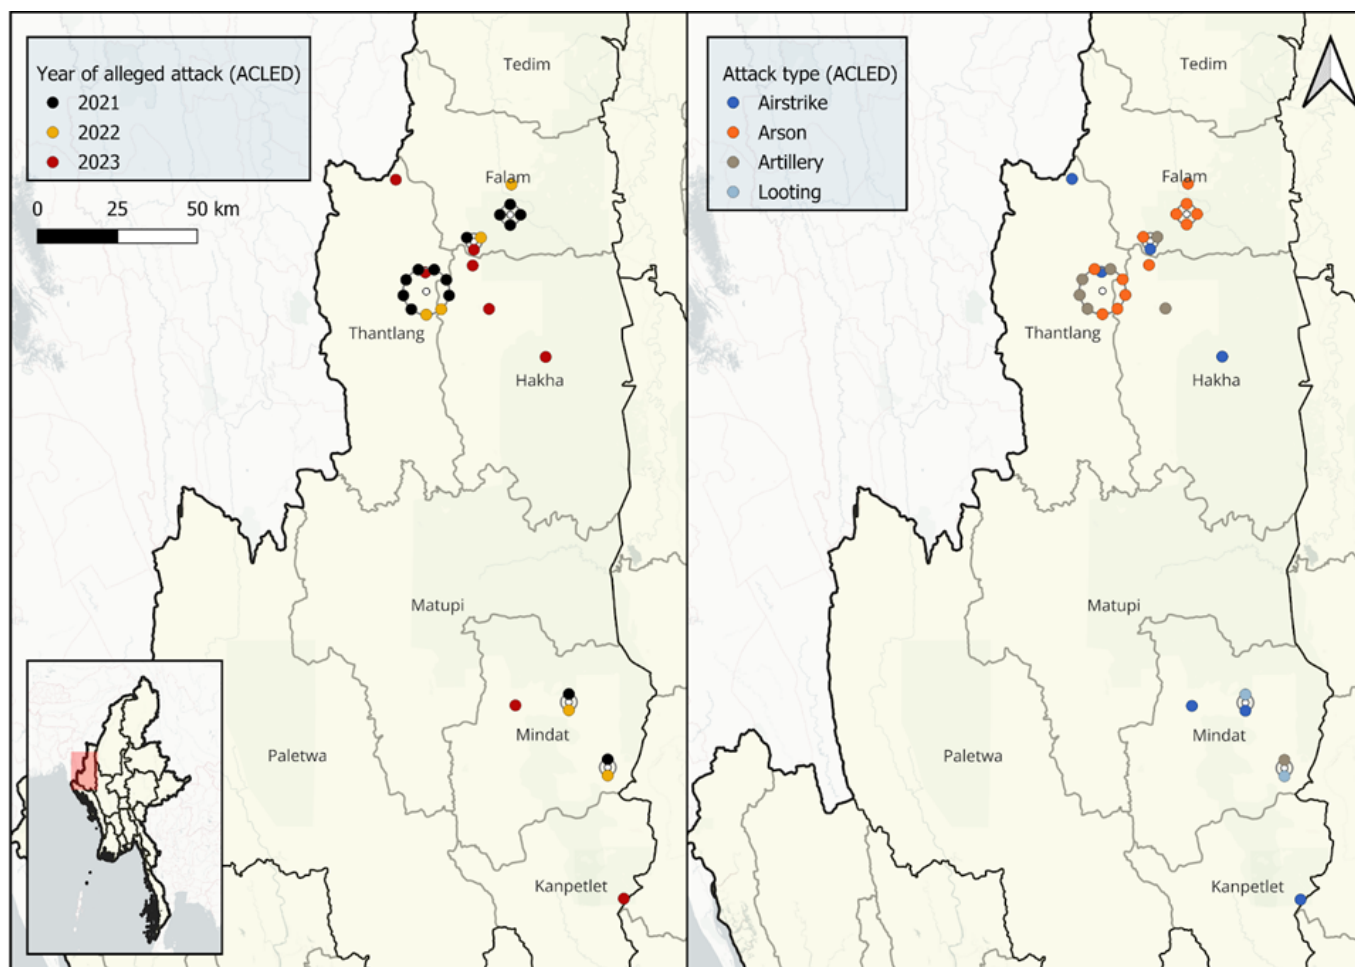 Year of alleged attack (ACLED)
2021
2022
2023
0 25 50 km
Tedim
Falam
Thantlang
Hakha
Matupi
Mindat
Paletwa
Kanpetlet
Attack type (ACLED)
Airstrike
Arson
Artillery
Looting
Tedim
Falam
Thantlang
Hakha
Matupi
Mindat
Paletwa
Kanpetlet